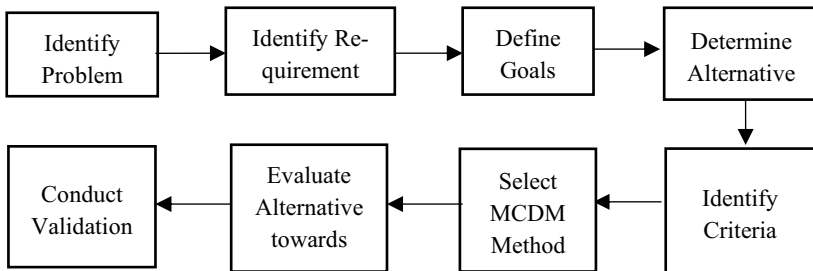 Identify
Problem
Identify Re-
quirement
Define
Goals
Determine
Alternative
Identify
Criteria
Select
MCDM
Method
Evaluate
Alternative
towards
Conduct
Validation